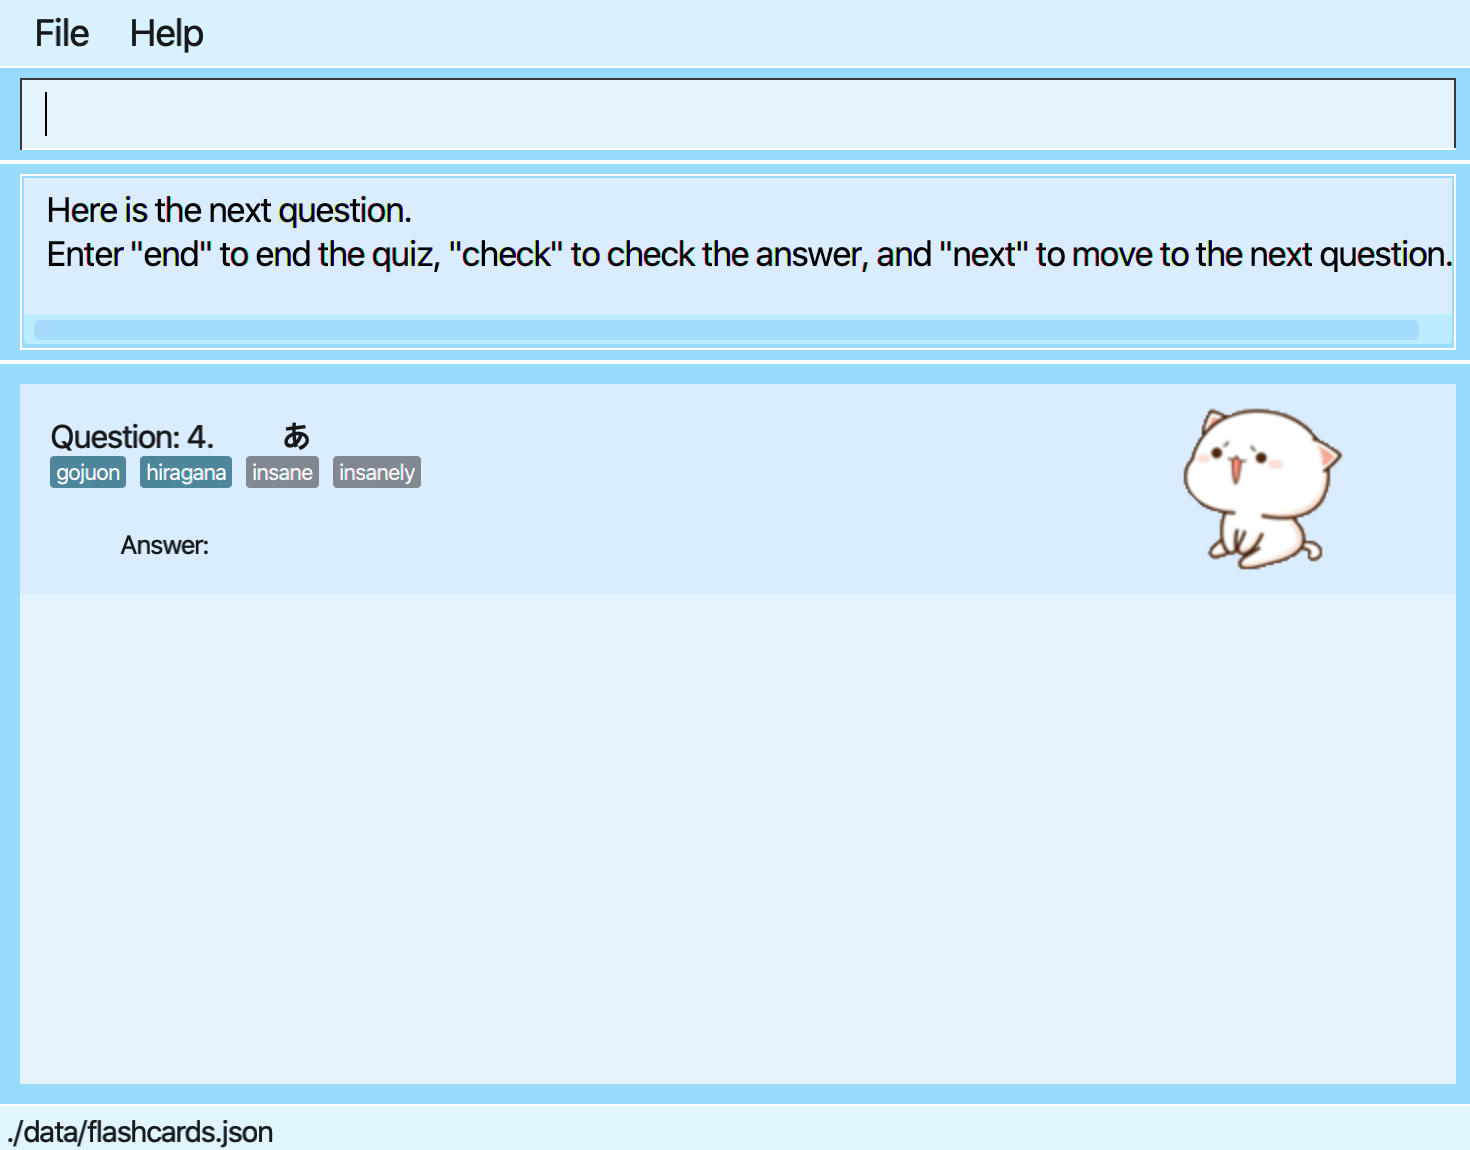 File Help
Here is the next question.
Enter "end" to end the quiz, "check" to check the answer, and "next" to move to the next question.
Question: 4. あ
gojuon hiragana insane insanely
Answer:
./data/flashcards.json